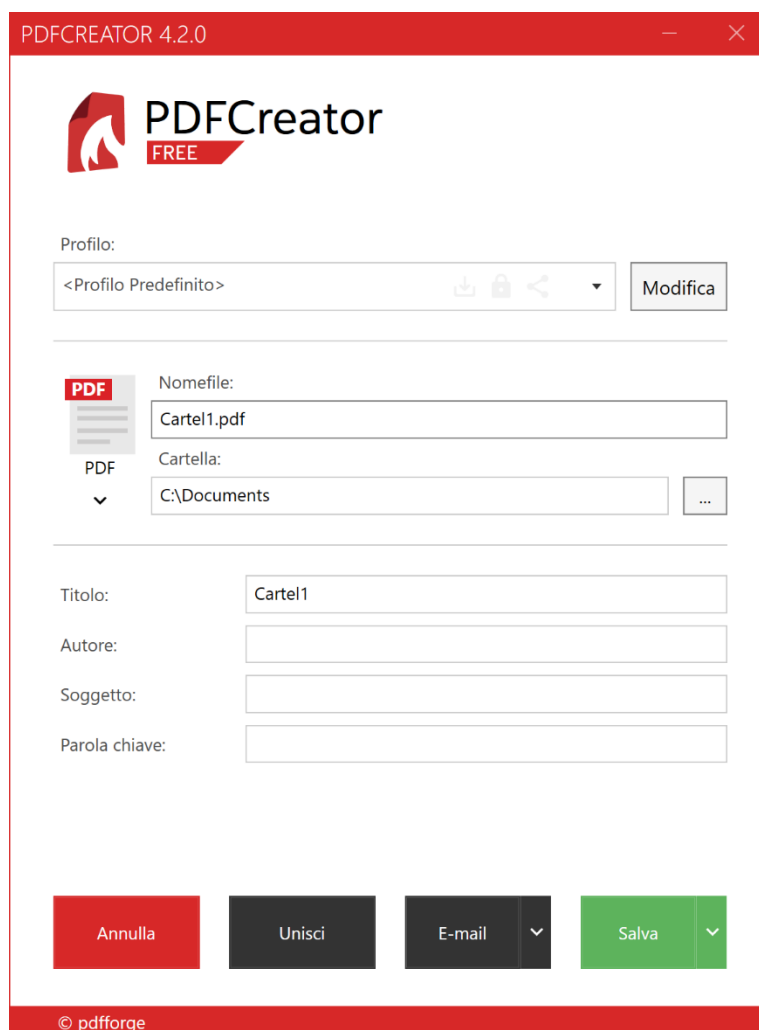 PDFCREATOR 4.2.0
PDFCreator
FREE
Profilo:
<Profilo Predefinito>
Modifica
PDF
Nomefile:
Cartel1.pdf
PDF
Cartella:
C:\Documents
...
Titolo:
Cartel1
Autore:
Soggetto:
Parola chiave:
Annulla
Unisci
E-mail
Salva
© pdfforge